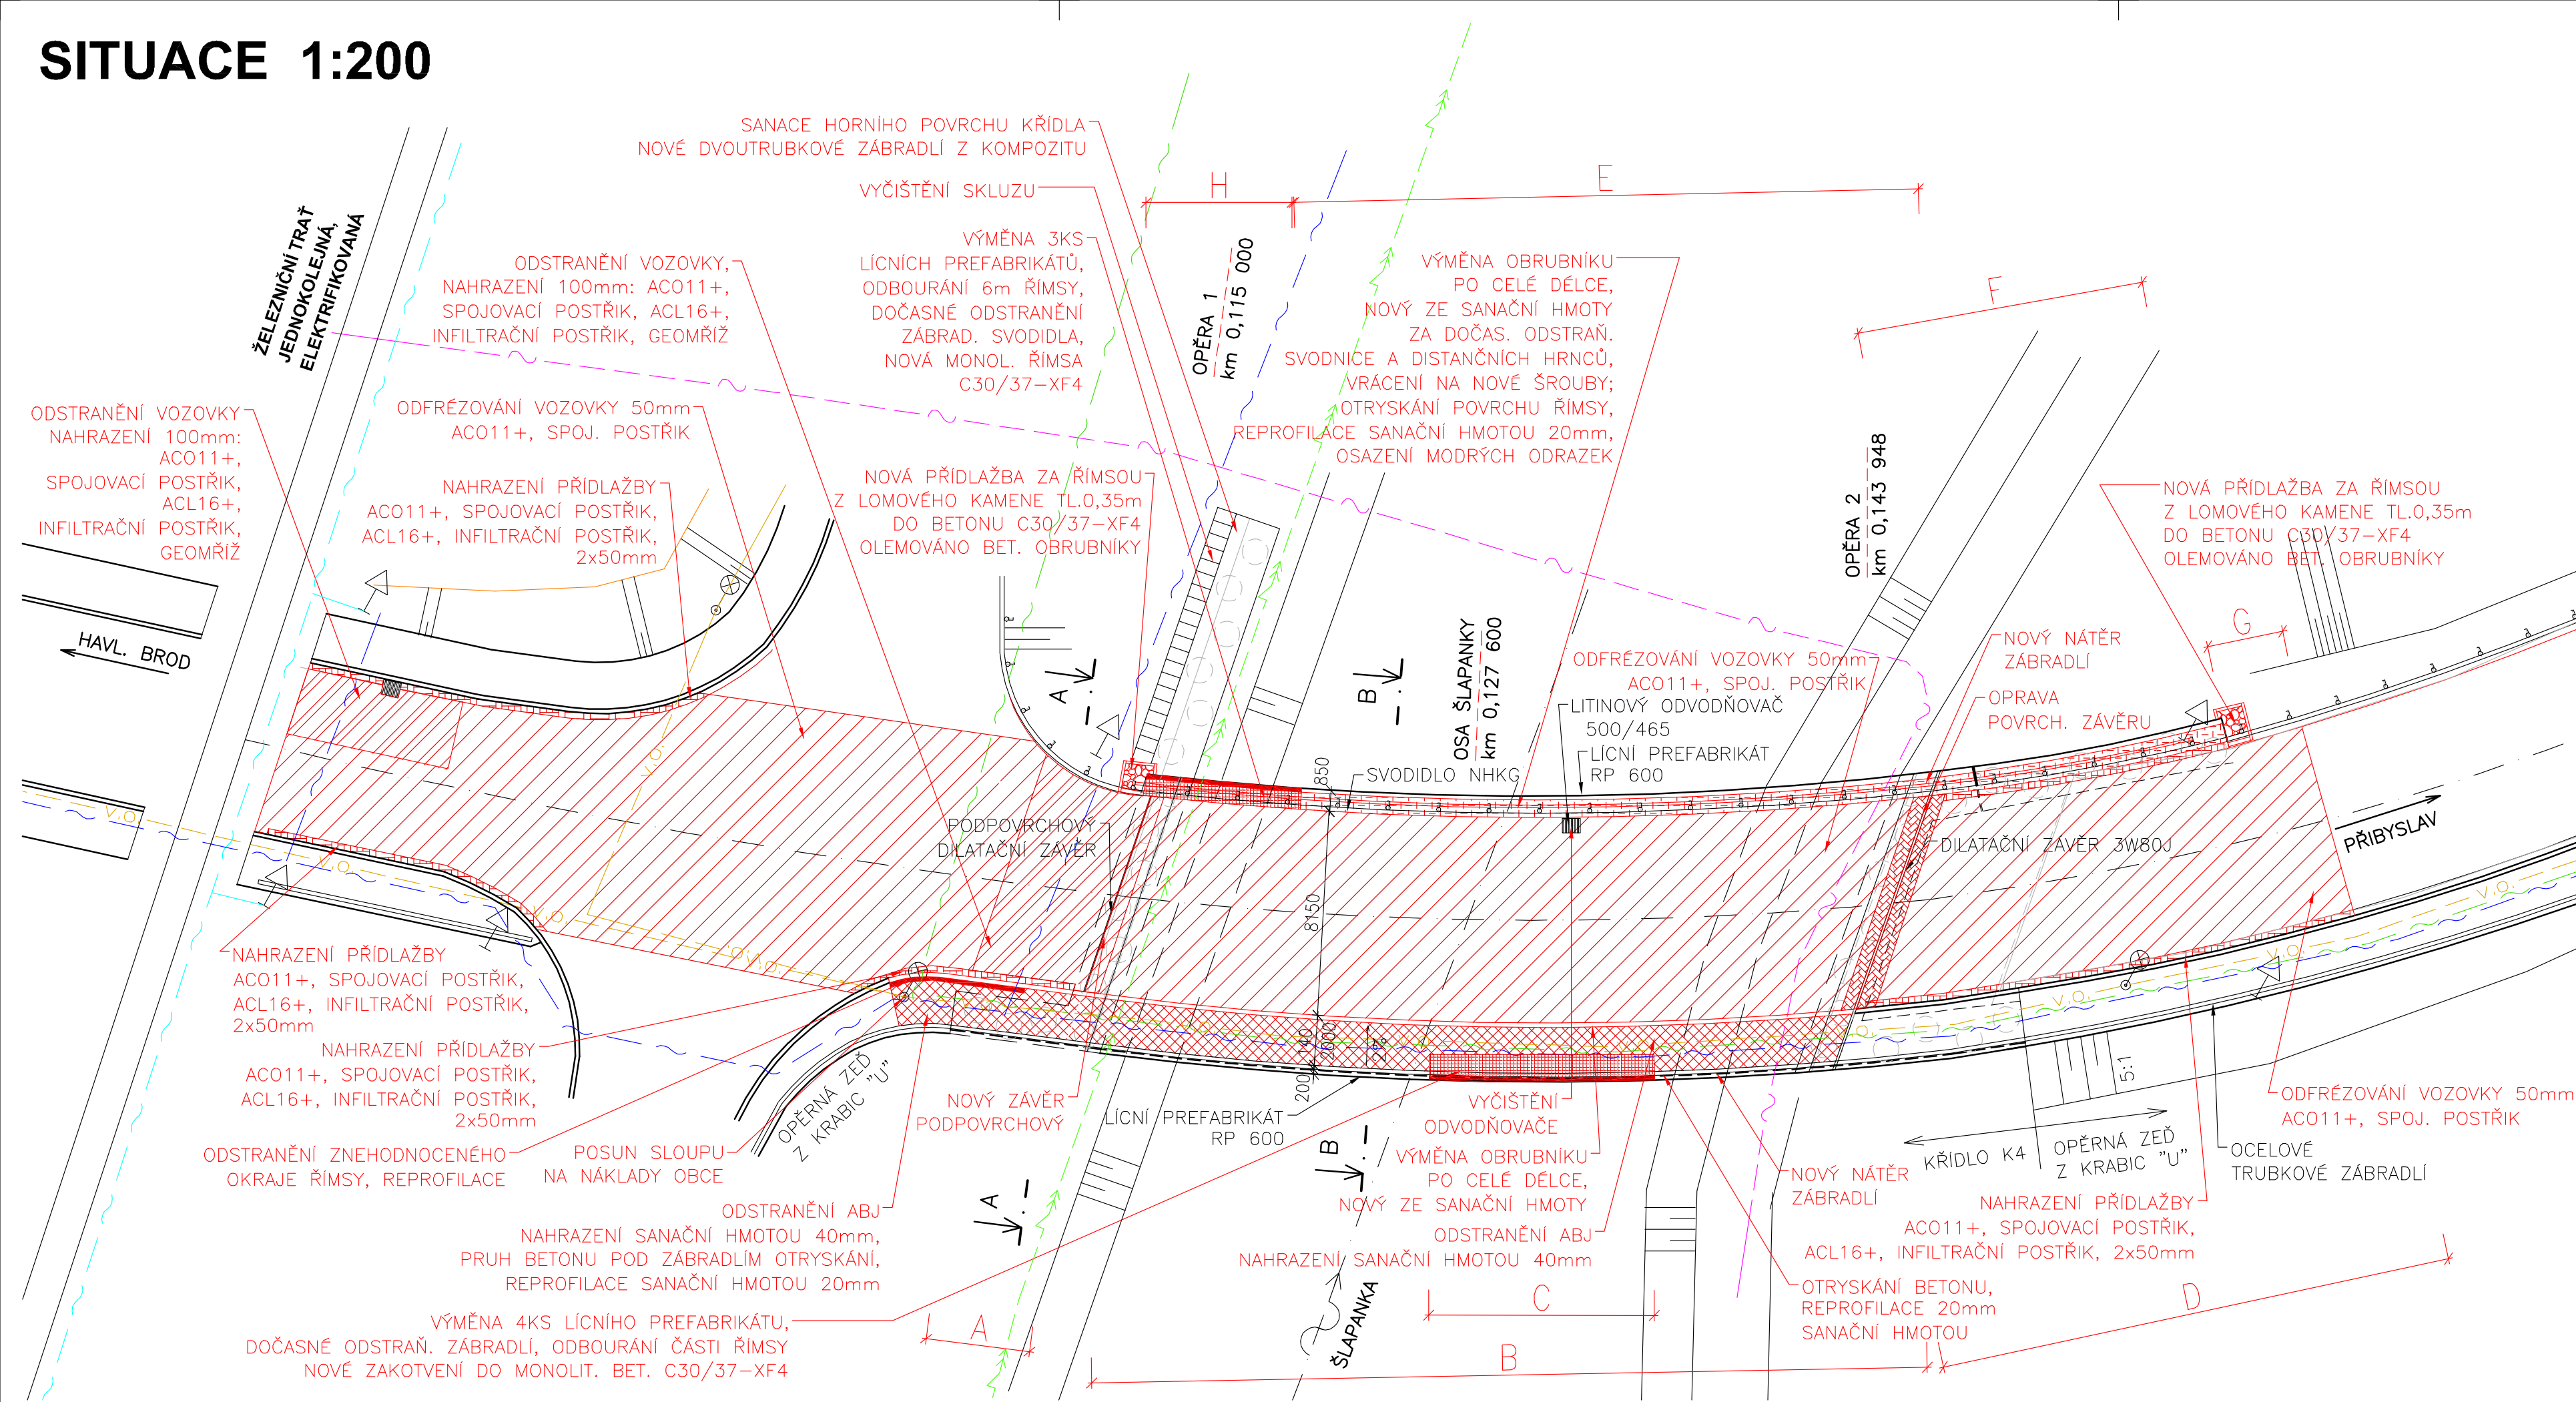 SITUACE 1:200
SANACE HORNÍHO POVRCHU KŘÍDLA
NOVÉ DVOUTRUBKOVÉ ZÁBRADLÍ Z KOMPOZITU
VYČIŠTĚNÍ SKLUZU
H
E
VÝMĚNA 3KS
LÍCNÍCH PREFABRIKÁTŮ,
ODBOURÁNÍ 6m ŘÍMSY,
DOČASNÉ ODSTRANĚNÍ
ZÁBRAD. SVODIDLA,
NOVÁ MONOL. ŘÍMSA
C30/37-XF4
ŽELEZNIČNÍ TRAŤ
JEDNOKOLEJNÁ,
ELEKTRIFIKOVANÁ
ODSTRANĚNÍ VOZOVKY,
NAHRAZENÍ 100mm: ACO11+,
SPOJOVACÍ POSTŘIK, ACL16+,
INFILTRAČNÍ POSTŘIK, GEOMŘÍŽ
OPĚRA 1
km 0,115 000
VÝMĚNA OBRUBNÍKU
PO CELÉ DÉLCE,
NOVÝ ZE SANAČNÍ HMOTY
ZA DOČAS. ODSTRAŇ.
SVODNICE A DISTANČNÍCH HRNCŮ,
VRÁCENÍ NA NOVÉ ŠROUBY;
OTRYSKÁNÍ POVRCHU ŘÍMSY,
REPROFILACE SANAČNÍ HMOTOU 20mm,
OSAZENÍ MODRÝCH ODRAZEK
F
ODSTRANĚNÍ VOZOVKY
NAHRAZENÍ 100mm:
ACO11+,
SPOJOVACÍ POSTŘIK,
ACL16+,
INFILTRAČNÍ POSTŘIK,
GEOMŘÍŽ
ODFRÉZOVÁNÍ VOZOVKY 50mm
ACO11+, SPOJ. POSTŘIK
NAHRAZENÍ PŘÍDLAŽBY
ACO11+, SPOJOVACÍ POSTŘIK,
ACL16+, INFILTRAČNÍ POSTŘIK,
2x50mm
NOVÁ PŘÍDLAŽBA ZA ŘÍMSOU
Z LOMOVÉHO KAMENE TL.0,35m
DO BETONU C30/37-XF4
OLEMOVÁNO BET. OBRUBNÍKY
OPĚRA 2
km 0,143 948
NOVÁ PŘÍDLAŽBA ZA ŘÍMSOU
Z LOMOVÉHO KAMENE TL.0,35m
DO BETONU C30/37-XF4
OLEMOVÁNO BET. OBRUBNÍKY
G
HAVL. BROD
A
B
OSA ŠLAPANKY
km 0,127 600
ODFRÉZOVÁNÍ VOZOVKY 50mm
ACO11+, SPOJ. POSTŘIK
LITINOVÝ ODVODŇOVAČ
500/465
LÍCNÍ PREFABRIKÁT
RP 600
NOVÝ NÁTĚR
ZÁBRADLÍ
OPRAVA
POVRCH. ZÁVĚRU
SVODIDLO NHKG
850
V.O.
V.O.
V.O.
PODPOVRCHOVÝ
DILATAČNÍ ZÁVĚR
DILATAČNÍ ZÁVĚR 3W80J
PŘIBYSLAV
8150
V.O.
V.O.
V.O.
V.O.
V.O.
V.O.
V.O.
NAHRAZENÍ PŘÍDLAŽBY
ACO11+, SPOJOVACÍ POSTŘIK,
ACL16+, INFILTRAČNÍ POSTŘIK,
2x50mm
NAHRAZENÍ PŘÍDLAŽBY
ACO11+, SPOJOVACÍ POSTŘIK,
ACL16+, INFILTRAČNÍ POSTŘIK,
2x50mm
ODSTRANĚNÍ ZNEHODNOCENÉHO
OKRAJE ŘÍMSY, REPROFILACE
OPĚRNÁ ZEĎ
Z KRABIC "U"
POSUN SLOUPU
NA NÁKLADY OBCE
NOVÝ ZÁVĚR
PODPOVRCHOVÝ
200
140
2000
2%
LÍCNÍ PREFABRIKÁT
RP 600
VYČIŠTĚNÍ
ODVODŇOVAČE
VÝMĚNA OBRUBNÍKU
PO CELÉ DÉLCE,
NOVÝ ZE SANAČNÍ HMOTY
ODSTRANĚNÍ ABJ
NAHRAZENÍ SANAČNÍ HMOTOU 40mm
NOVÝ NÁTĚR
ZÁBRADLÍ
KŘÍDLO K4
OPĚRNÁ ZEĎ
Z KRABIC "U"
5:1
OCELOVÉ
TRUBKOVÉ ZÁBRADLÍ
ODFRÉZOVÁNÍ VOZOVKY 50mm
ACO11+, SPOJ. POSTŘIK
NAHRAZENÍ PŘÍDLAŽBY
ACO11+, SPOJOVACÍ POSTŘIK,
ACL16+, INFILTRAČNÍ POSTŘIK, 2x50mm
A
B
ODSTRANĚNÍ ABJ
NAHRAZENÍ SANAČNÍ HMOTOU 40mm,
PRUH BETONU POD ZÁBRADLÍM OTRYSKÁNÍ,
REPROFILACE SANAČNÍ HMOTOU 20mm
VÝMĚNA 4KS LÍCNÍHO PREFABRIKÁTU,
DOČASNÉ ODSTRAŇ. ZÁBRADLÍ, ODBOURÁNÍ ČÁSTI ŘÍMSY
NOVÉ ZAKOTVENÍ DO MONOLIT. BET. C30/37-XF4
OTRYSKÁNÍ BETONU,
REPROFILACE 20mm
SANAČNÍ HMOTOU
ŠLAPANKA
A
C
B
D